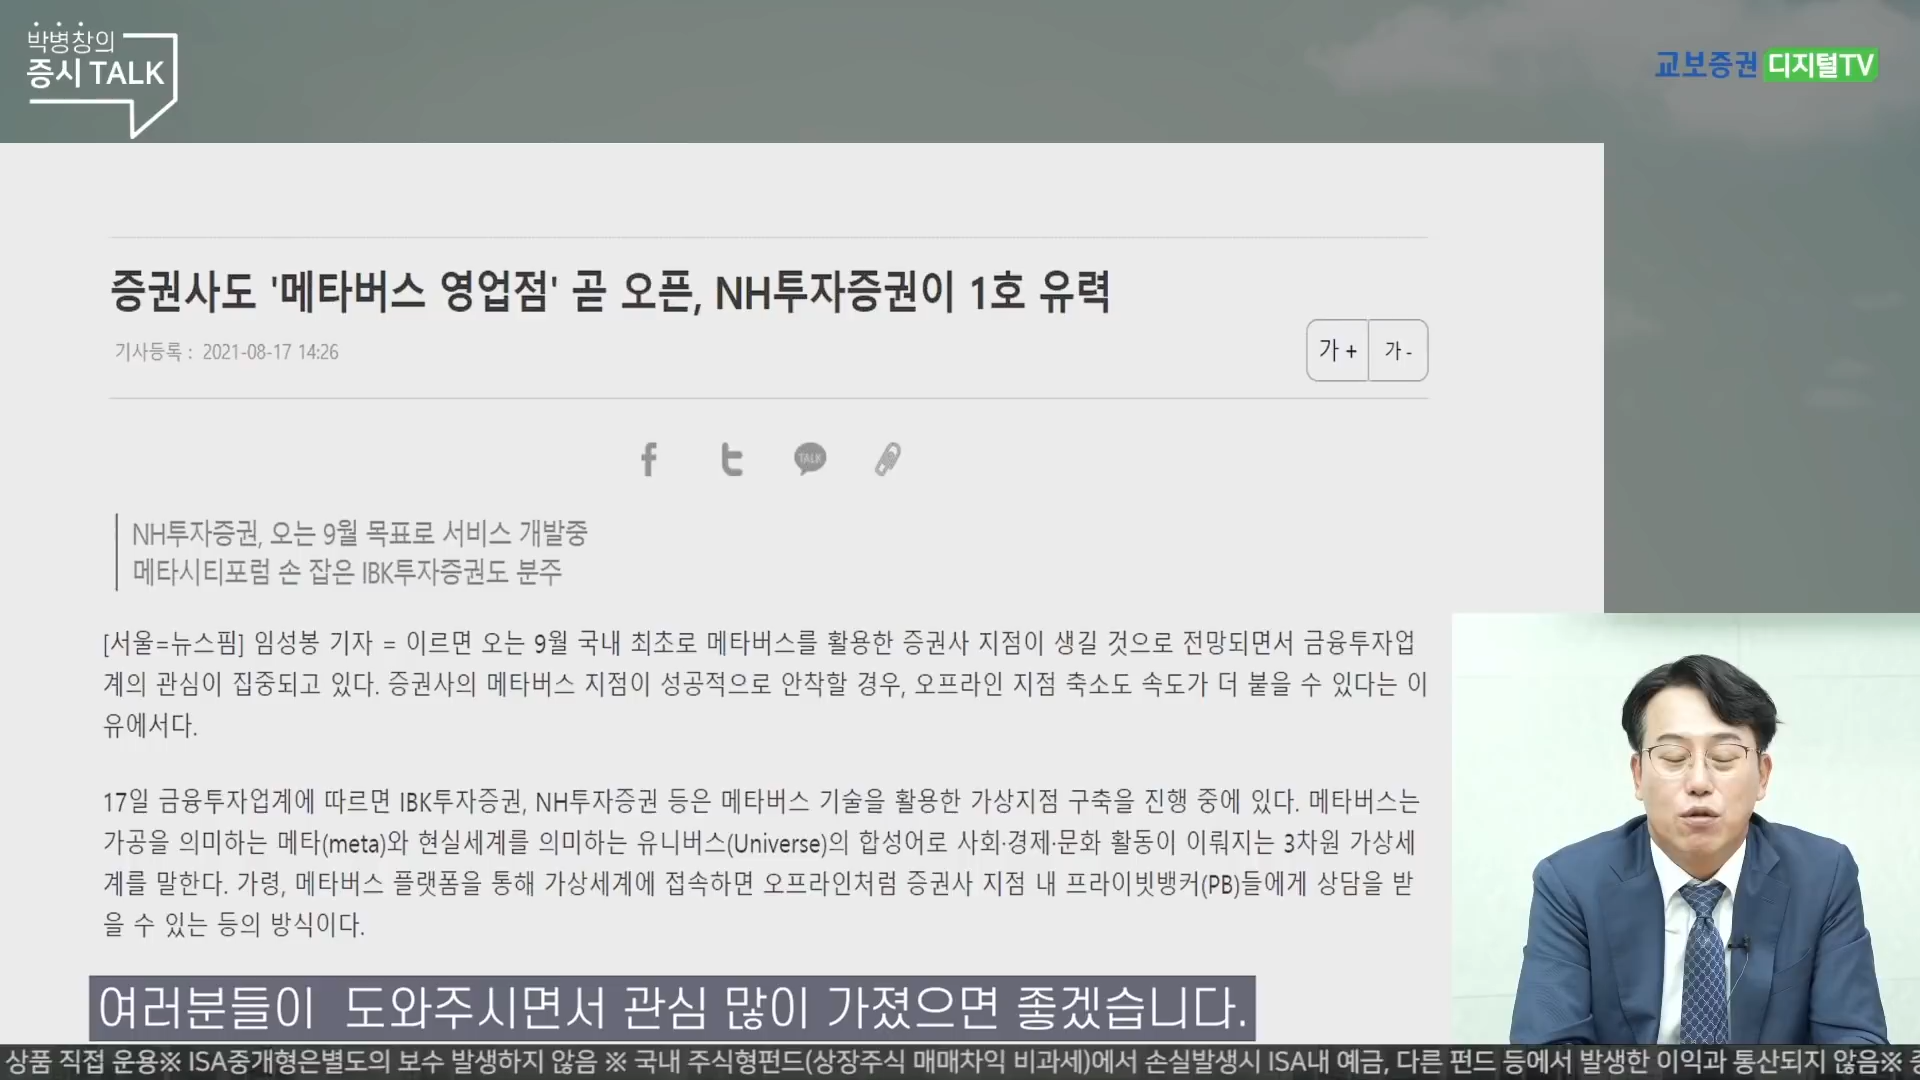 박병창의
증시 TALK
교보증권 디지털TV
증권사도 '메타버스 영업점' 곧 오픈, NH투자증권이 1호 유력
기사등록 : 2021-08-17 14:26
가 + 가 -
TALK
NH투자증권, 오는 9월 목표로 서비스 개발중
메타시티포럼 손 잡은 IBK투자증권도 분주
[서울=뉴스핌] 임성봉 기자 = 이르면 오는 9월 국내 최초로 메타버스를 활용한 증권사 지점이 생길 것으로 전망되면서 금융투자업
계의 관심이 집중되고 있다. 증권사의 메타버스 지점이 성공적으로 안착할 경우, 오프라인 지점 축소도 속도가 더 붙을 수 있다는 이
유에서다.
17일 금융투자업계에 따르면 IBK투자증권, NH투자증권 등은 메타버스 기술을 활용한 가상지점 구축을 진행 중에 있다. 메타버스는
가공을 의미하는 메타(meta)와 현실세계를 의미하는 유니버스(Universe)의 합성어로 사회·경제·문화 활동이 이뤄지는 3차원 가상세
계를 말한다. 가령, 메타버스 플랫폼을 통해 가상세계에 접속하면 오프라인처럼 증권사 지점 내 프라이빗뱅커(PB)들에게 상담을 받
을 수 있는 등의 방식이다.
여러분들이 도와주시면서 관심 많이 가졌으면 좋겠습니다.
상품 직접 운용※ ISA중개형은별도의 보수 발생하지 않음 ※ 국내 주식형펀드(상장주식 매매차익 비과세)에서 손실발생시 ISA내 예금, 다른 펀드 등에서 발생한 이익과 통산되지 않음※